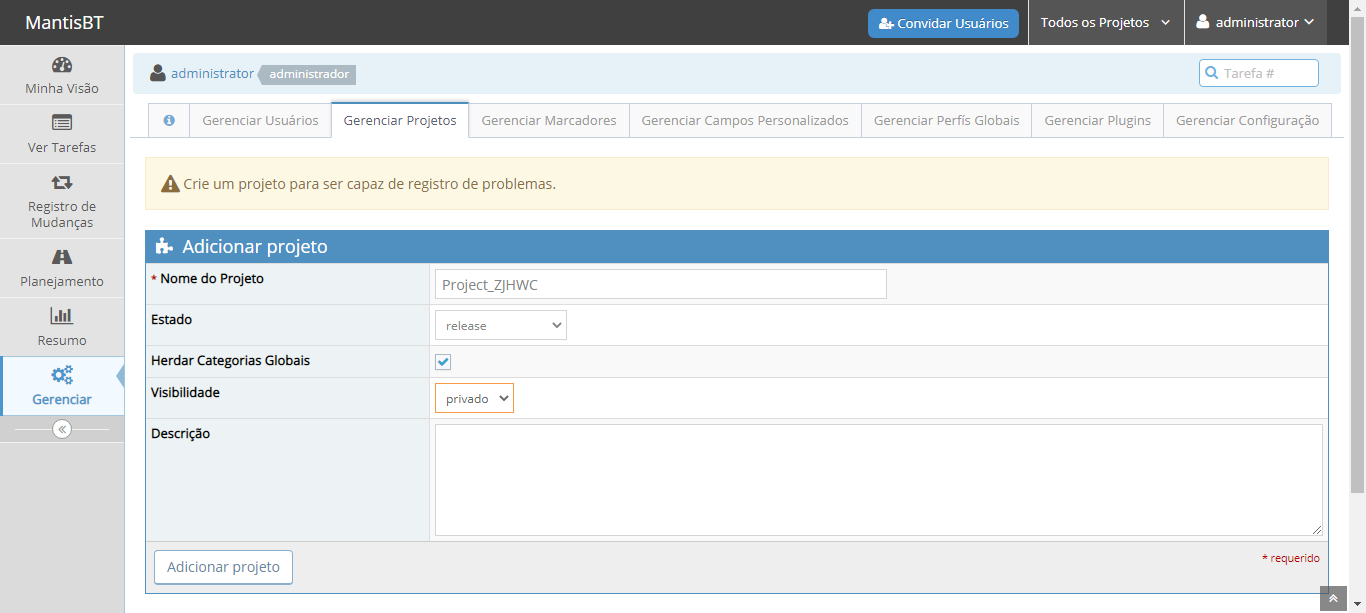 MantisBT
Convidar Usuários
Todos os Projetos
administrator
Minha Visão
Ver Tarefas
Registro de
Mudanças
Planejamento
Resumo
Gerenciar
administrator administrador
Tarefa #
Gerenciar Usuários
Gerenciar Projetos
Gerenciar Marcadores
Gerenciar Campos Personalizados
Gerenciar Perfís Globais
Gerenciar Plugins
Gerenciar Configuração
Crie um projeto para ser capaz de registro de problemas.
Adicionar projeto
* Nome do Projeto
Project_ZJHWC
Estado
release
Herdar Categorias Globais
Visibilidade
privado
Descrição
Adicionar projeto
* requerido